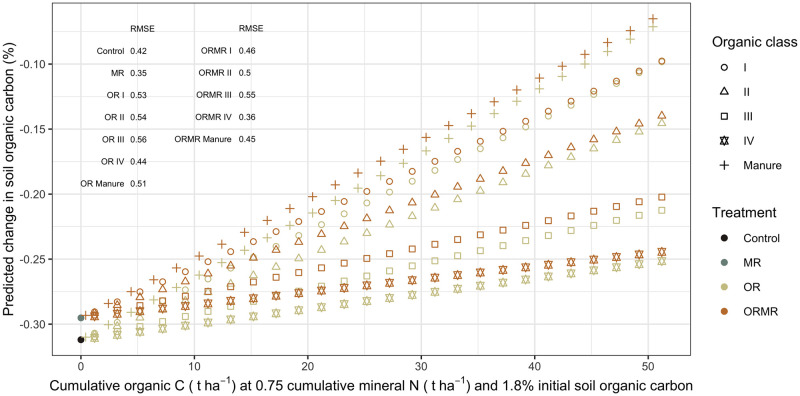 RMSE RMSE
Control 0.42 ORMR I 0.46
MR 0.35 ORMR II 0.5
OR I 0.53 ORMR III 0.55
OR II 0.54 ORMR IV 0.36
OR III 0.56 ORMR Manure 0.45
OR IV 0.44
OR Manure 0.51
Predicted change in soil organic carbon (%)
-0.10
-0.15
-0.20
-0.25
-0.30
0 10 20 30 40 50
Cumulative organic C ( t ha−1) at 0.75 cumulative mineral N ( t ha−1) and 1.8% initial soil organic carbon
Organic class
I
II
III
IV
Manure
Treatment
Control
MR
OR
ORMR